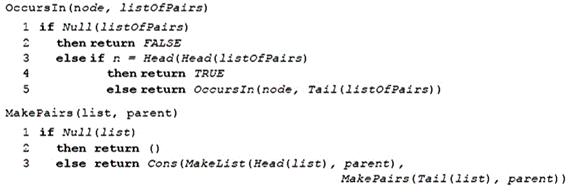 OccursIn(node, listOfPairs)
1 if Null(listOfPairs)
2 then return FALSE
3 else if n = Head(Head(listOfPairs)
4 then return TRUE
5 else return OccursIn(node, Tail(listOfPairs))
MakePairs(list, parent)
1 if Null(list)
2 then return ()
3 else return Cons(MakeList(Head(list), parent),
MakePairs(Tail(list), parent))